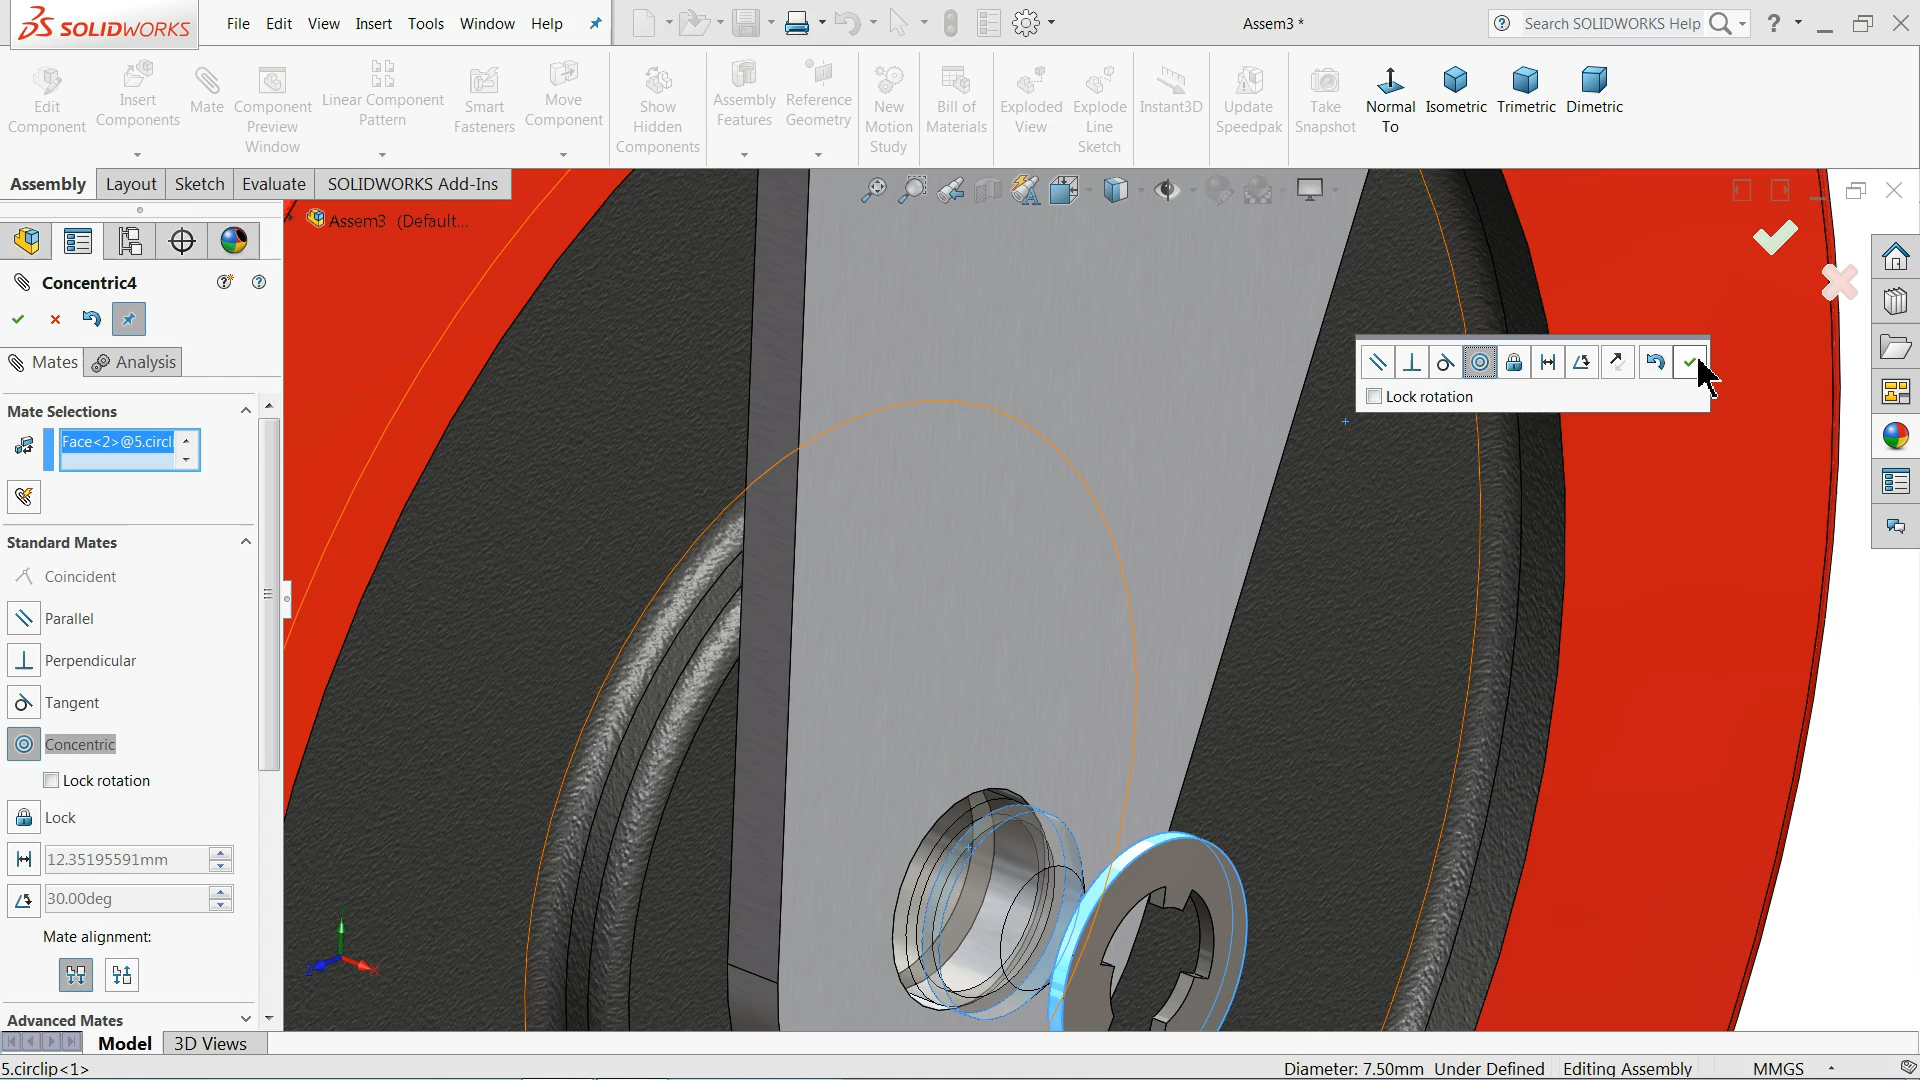 SOLIDWORKS
File Edit View Insert Tools Window Help
Assem3 *
Search SOLIDWORKS Help
Edit Component
Insert Components
Mate
Component Preview Window
Linear Component Pattern
Smart Fasteners
Move Component
Show Hidden Components
Assembly Features
Reference Geometry
New Motion Study
Bill of Materials
Exploded View
Explode Line Sketch
Instant3D
Update Speedpak
Take Snapshot
Normal To
Isometric
Trimetric
Dimetric
Assembly Layout Sketch Evaluate SOLIDWORKS Add-Ins
Assem3 (Default...
Concentric4
Mates Analysis
Mate Selections
Face<2>@5.circli
Standard Mates
Coincident
Parallel
Perpendicular
Tangent
Concentric
Lock rotation
Lock
12.35195591mm
30.00deg
Mate alignment:
Advanced Mates
Lock rotation
Model 3D Views
5.circlip<1>
Diameter: 7.50mm Under Defined Editing Assembly MMGS